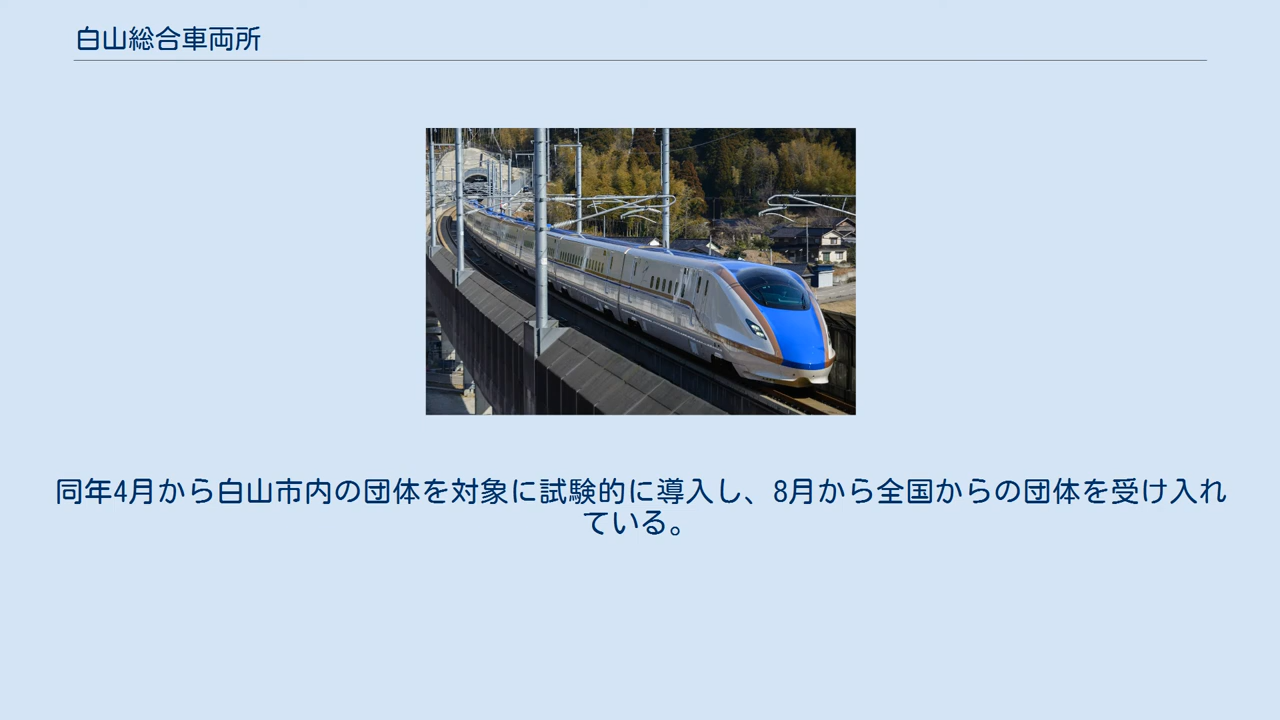 白山総合車両所
同年4月から白山市内の団体を対象に試験的に導入し、8月から全国からの団体を受け入れ
ている。